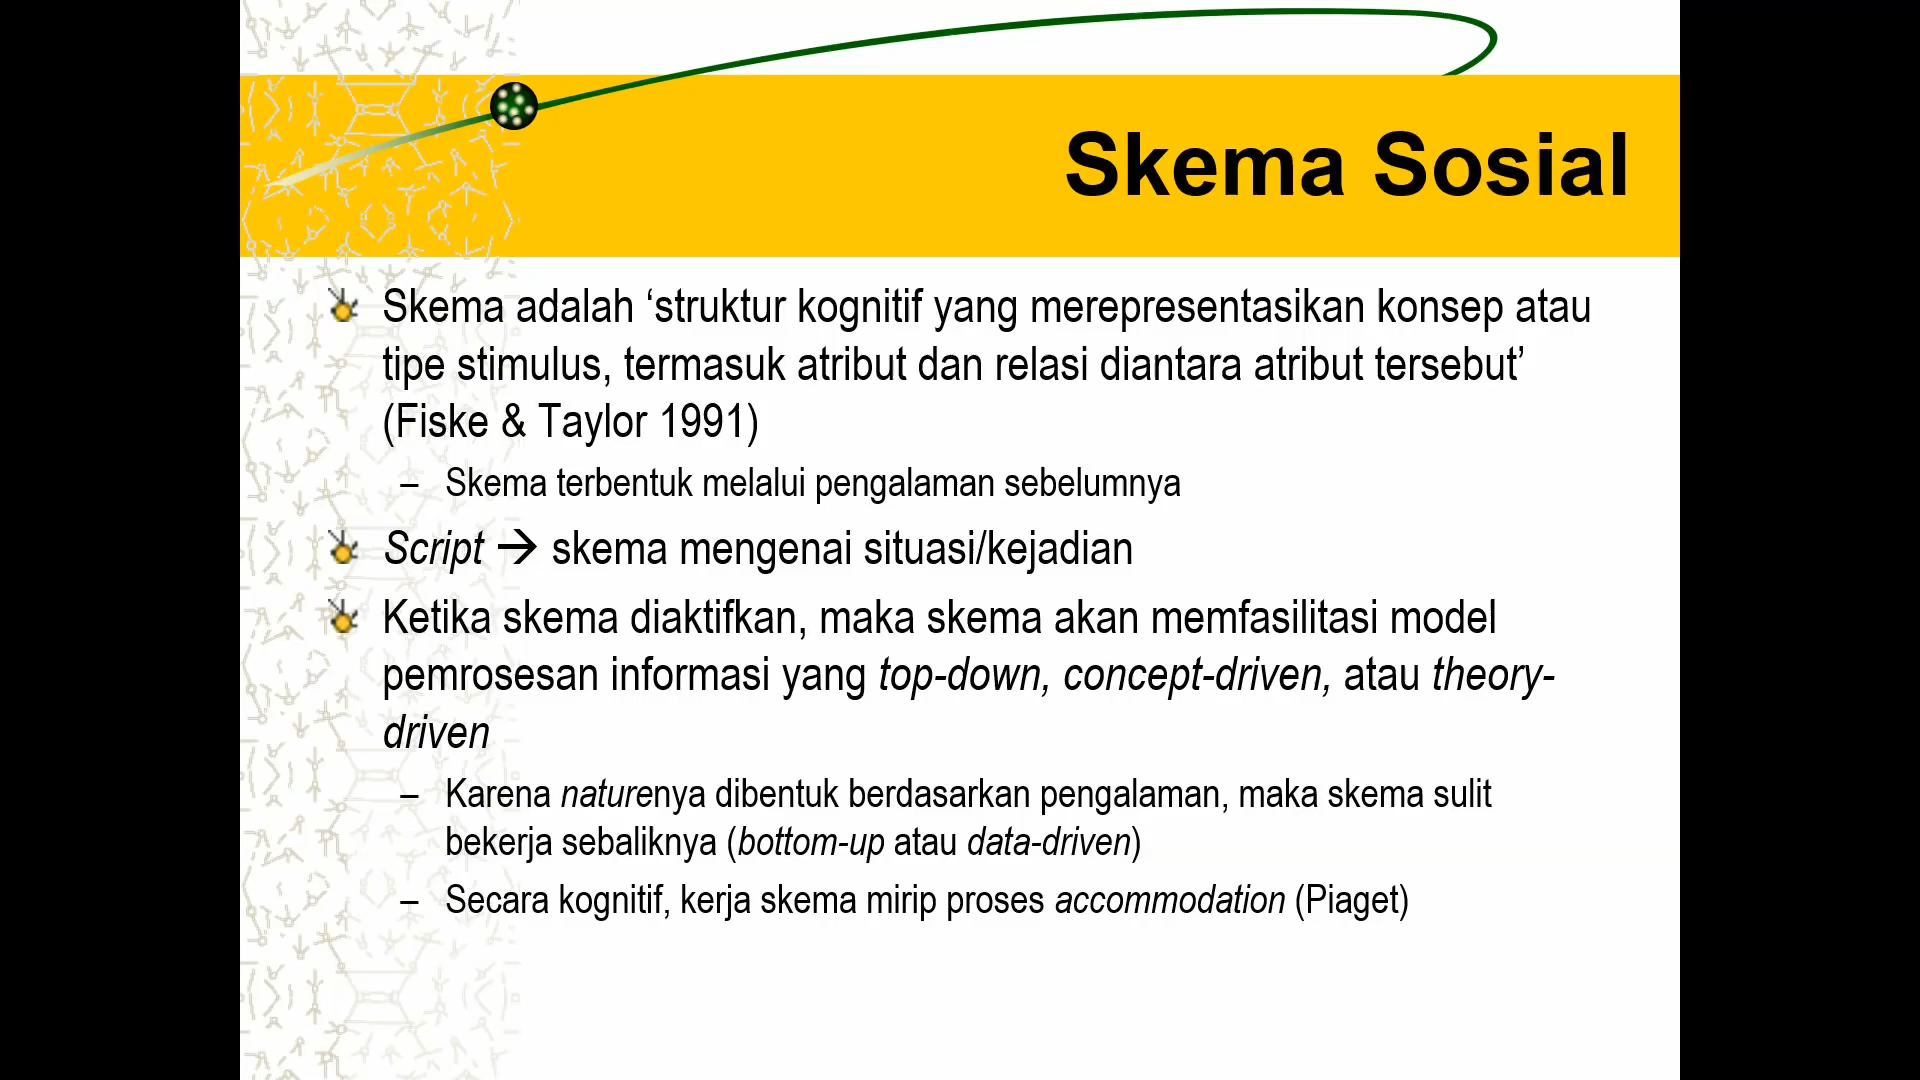 Skema Sosial
Skema adalah ‘struktur kognitif yang merepresentasikan konsep atau
tipe stimulus, termasuk atribut dan relasi diantara atribut tersebut’
(Fiske & Taylor 1991)
– Skema terbentuk melalui pengalaman sebelumnya
Script → skema mengenai situasi/kejadian
Ketika skema diaktifkan, maka skema akan memfasilitasi model
pemrosesan informasi yang top-down, concept-driven, atau theory-
driven
– Karena naturenya dibentuk berdasarkan pengalaman, maka skema sulit
bekerja sebaliknya (bottom-up atau data-driven)
– Secara kognitif, kerja skema mirip proses accommodation (Piaget)